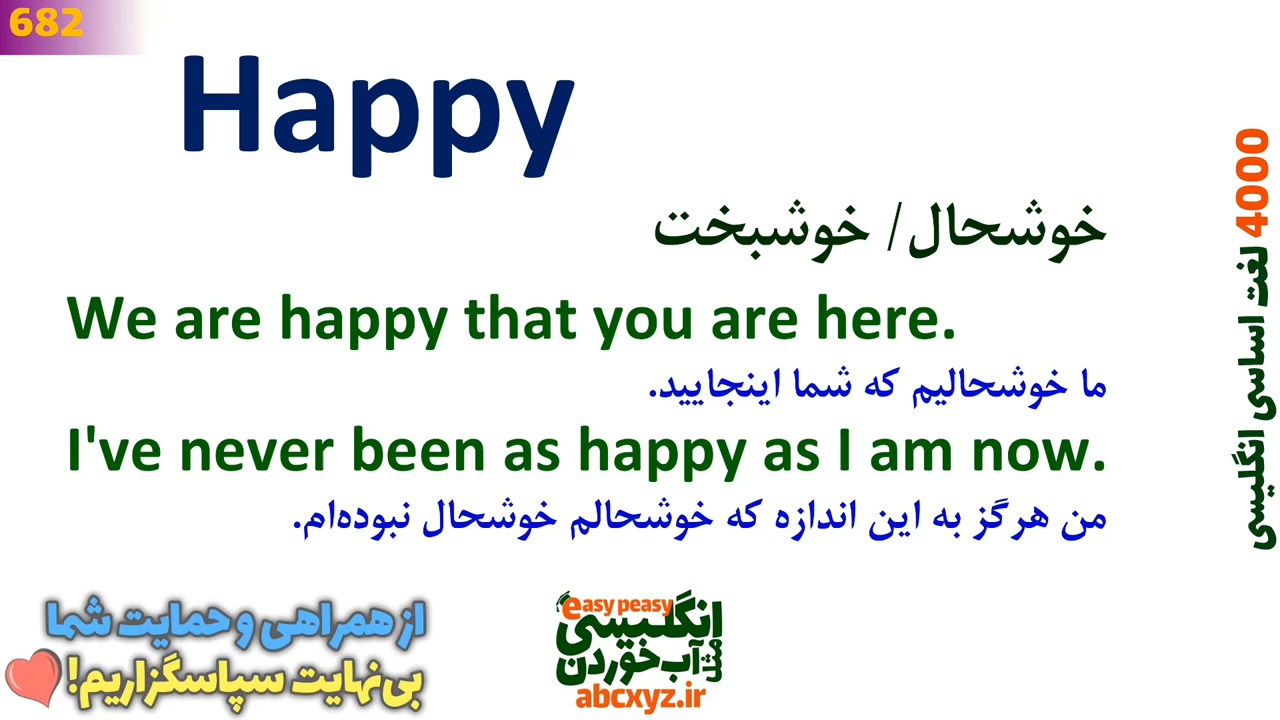 682
Happy
خوشحال/ خوشبخت
We are happy that you are here.
ما خوشحالیم که شما اینجایید.
I've never been as happy as I am now.
من هرگز به این اندازه که خوشحالم خوشحال نبوده‌ام.
4000 لغت اساسی انگلیسی
از همراهی و حمایت شما
بی‌نهایت سپاسگزاریم!
easy peasy
انگلیسی
مثل آب خوردن
abcxyz.ir